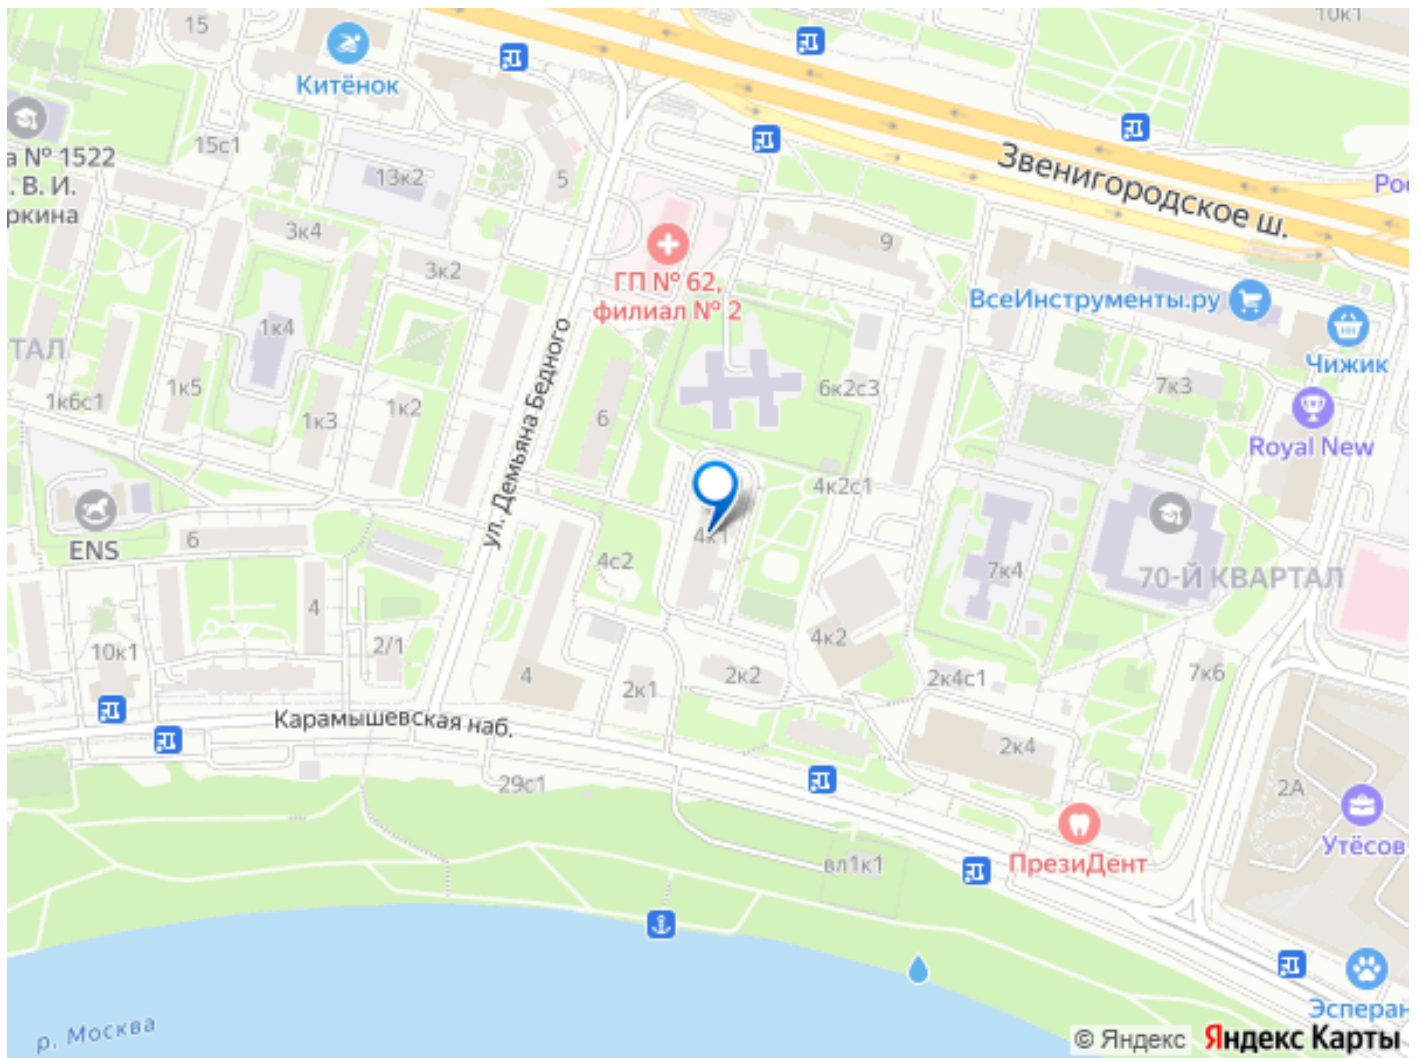 15
10к1
Китёнок
15с1
а № 1522
. В. И.
ркина
13к2
5
Звенигородское ш.
Рос
3к4
3к2
9
ГП № 62,
филиал № 2
ВсеИнструменты.ру
Чижик
1к4
ТАЛ
1к5
1к6с1
1к3
1к2
ул. Демьяна Бедного
6
6к2с3
7к3
Royal New
4к2с1
ENS
6
4к1
4с2
7к4
70-Й КВАРТАЛ
4
2/1
10к1
4к2
4
2к1
2к2
2к4с1
7к6
Карамышевская наб.
2к4
29с1
2А
Утёсов
вл1к1
ПрезиДент
Эсперан
р. Москва
© Яндекс Яндекс Карты